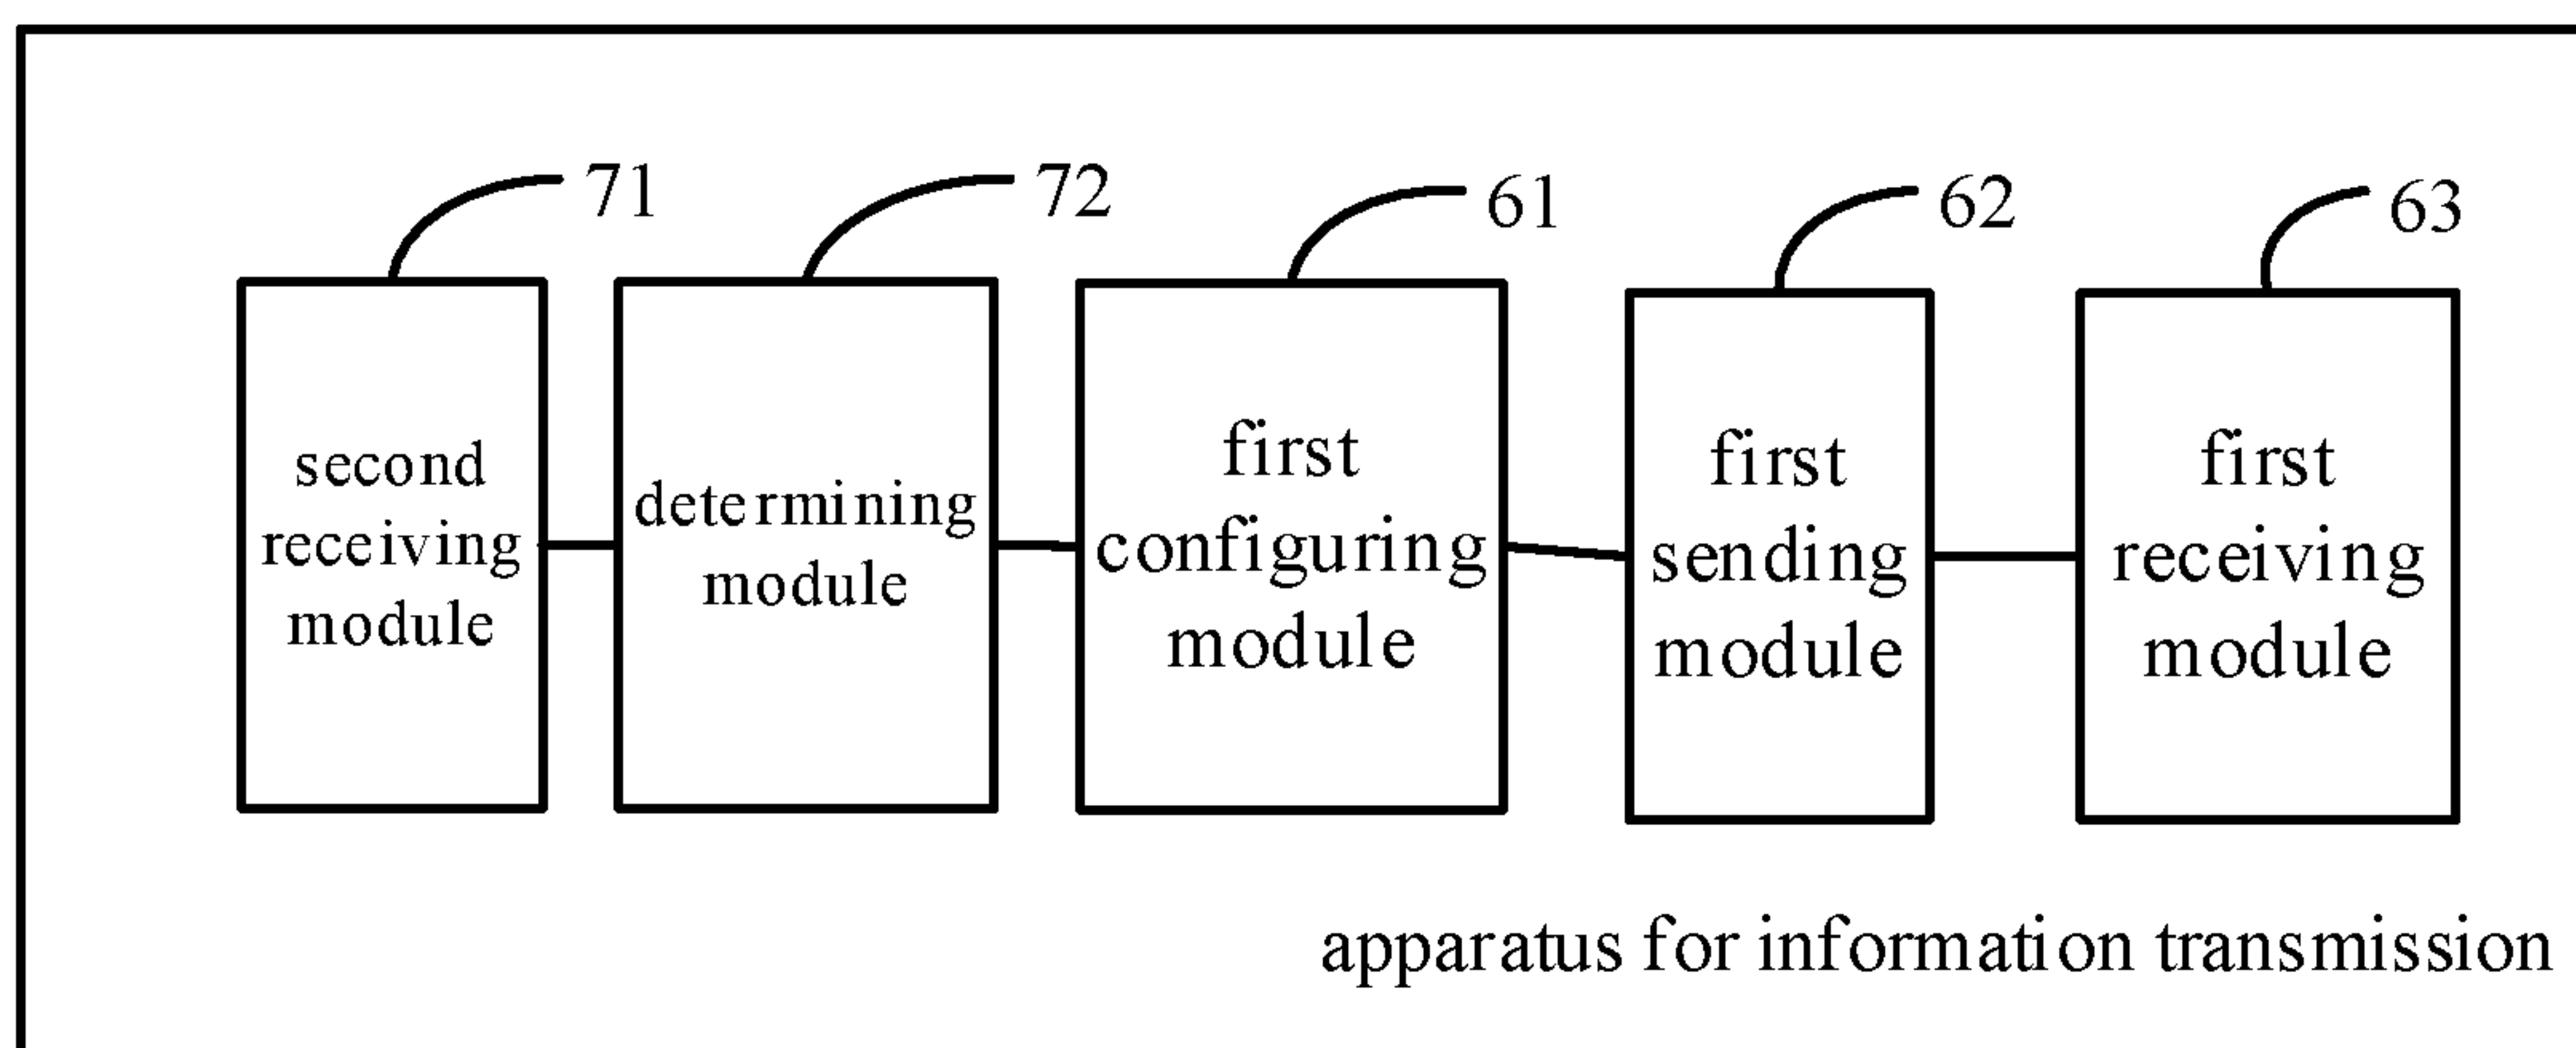 71
72
61
62
63
second
receiving
module
determining
module
first
configuring
module
first
sending
module
first
receiving
module
apparatus for information transmission